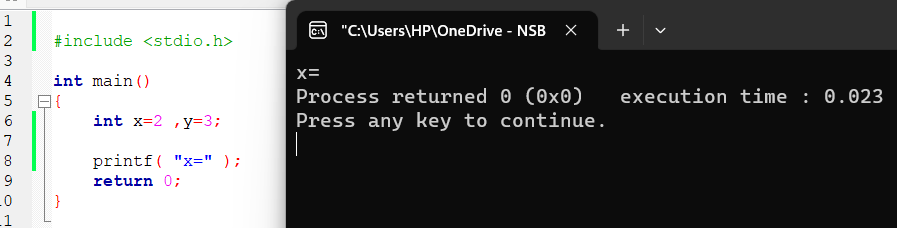 1
2 #include <stdio.h>
3
4 int main()
5 {
6 int x=2 ,y=3;
7
8 printf( "x=" );
9 return 0;
10 }
11
"C:\Users\HP\OneDrive - NSB
x=
Process returned 0 (0x0)   execution time : 0.023
Press any key to continue.